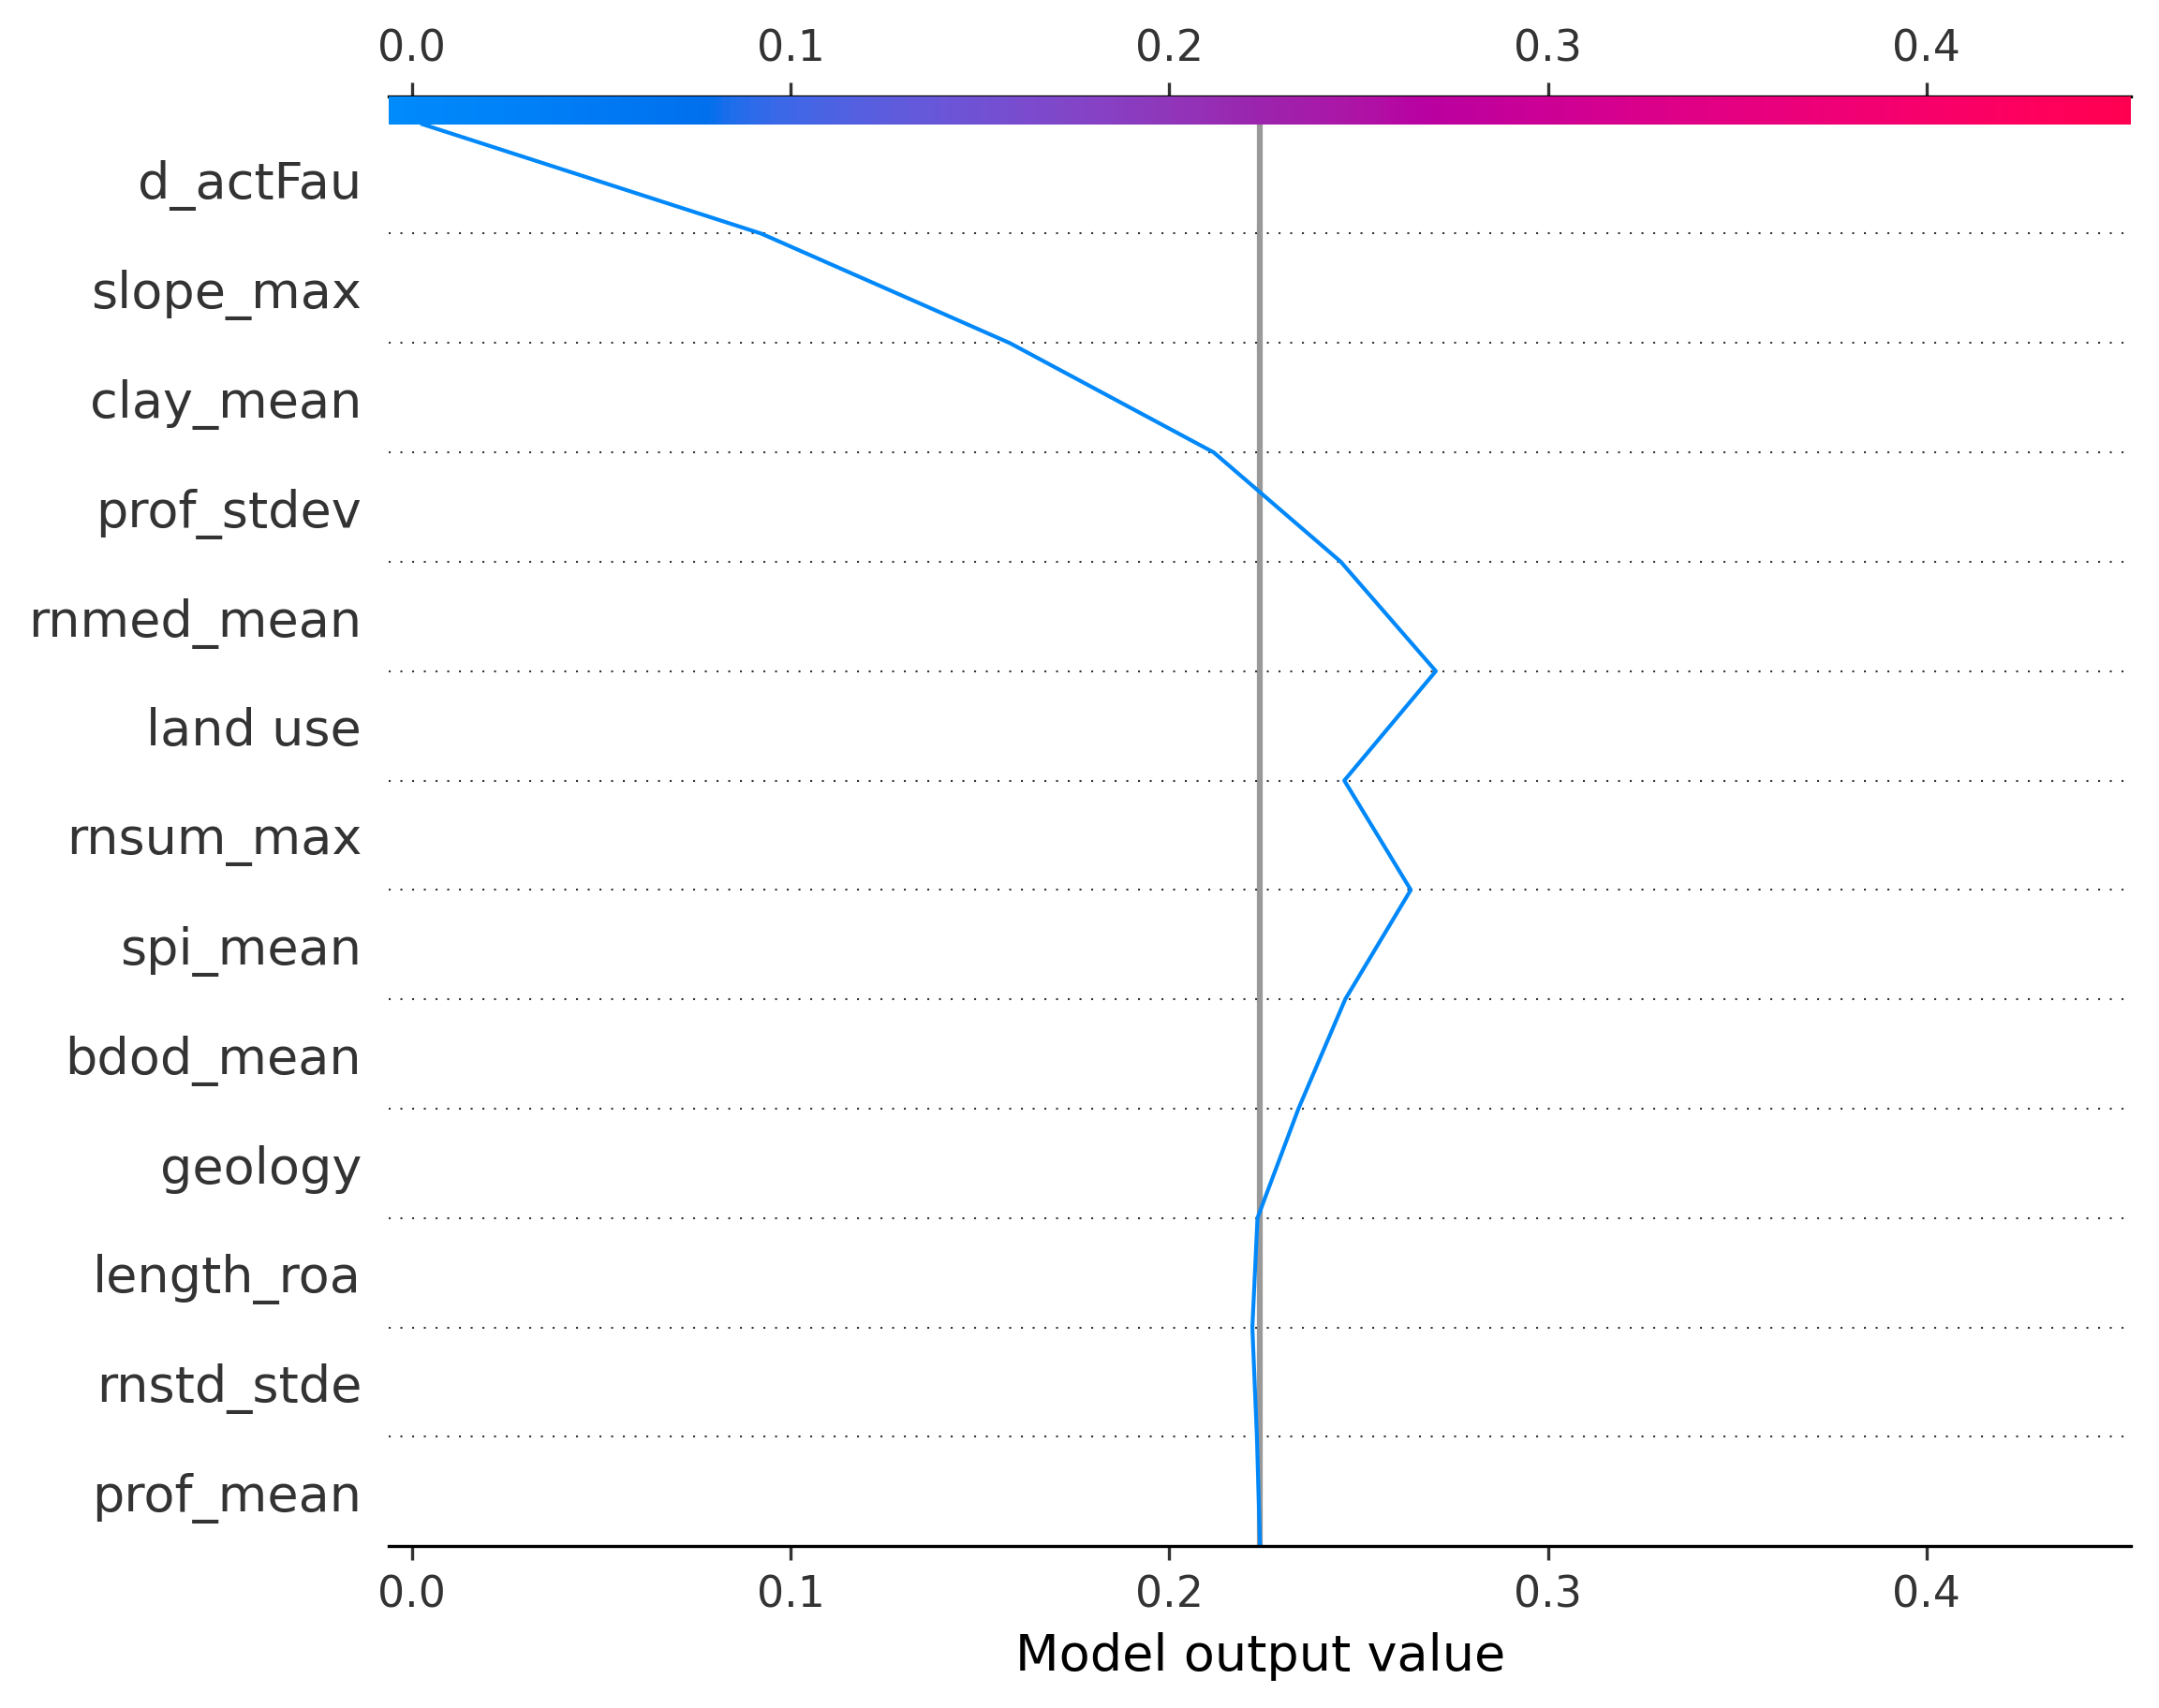 0.0 0.1 0.2 0.3 0.4
d_actFau
slope_max
clay_mean
prof_stdev
rnmed_mean
land use
rnsum_max
spi_mean
bdod_mean
geology
length_roa
rnstd_stde
prof_mean
0.0 0.1 0.2 0.3 0.4
Model output value